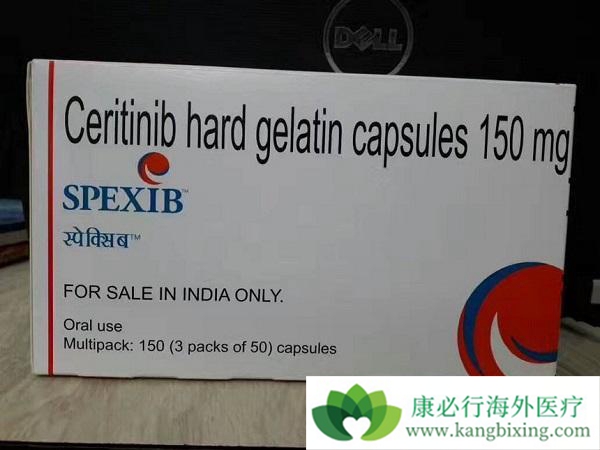 DELL
Ceritinib hard gelatin capsules 150 mg
SPEXIB™
स्पेक्सिब™
FOR SALE IN INDIA ONLY.
Oral use
Multipack: 150 (3 packs of 50) capsules
康必行海外医疗
www.kangbixing.com